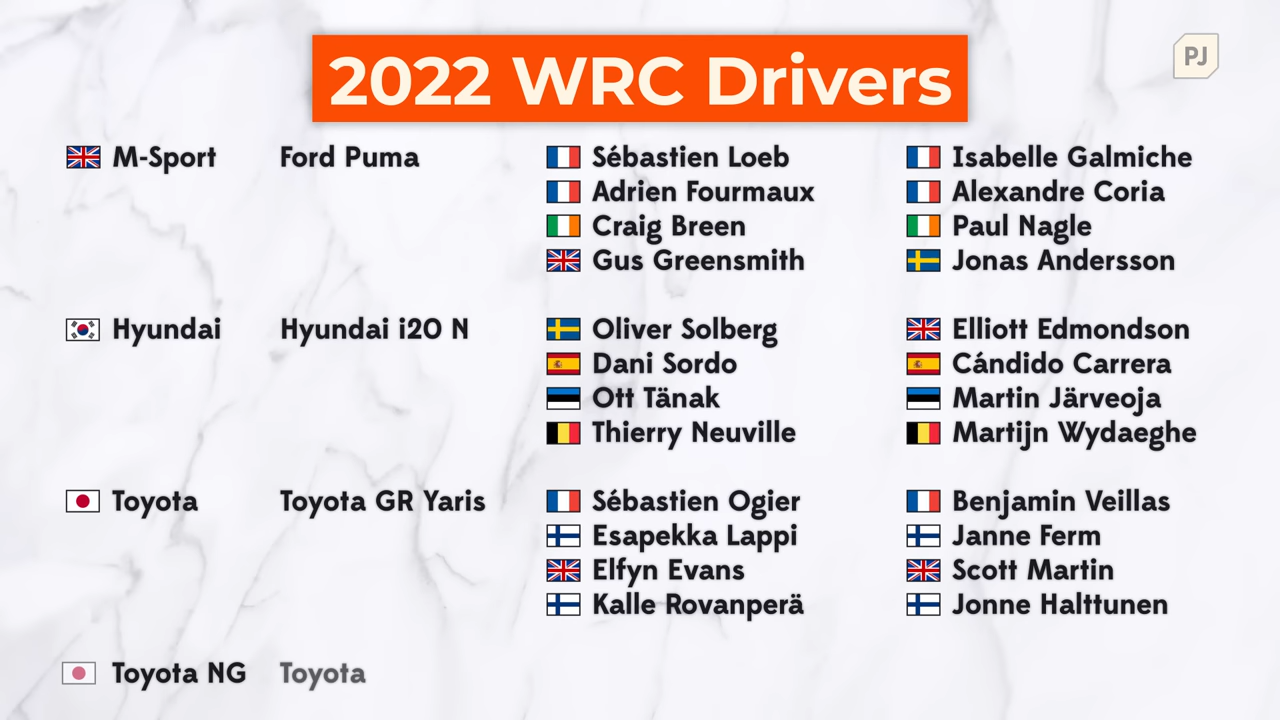 2022 WRC Drivers
PJ
M-Sport Ford Puma Sébastien Loeb Isabelle Galmiche
Adrien Fourmaux Alexandre Coria
Craig Breen Paul Nagle
Gus Greensmith Jonas Andersson
Hyundai Hyundai i20 N Oliver Solberg Elliott Edmondson
Dani Sordo Cándido Carrera
Ott Tänak Martin Järveoja
Thierry Neuville Martijn Wydaeghe
Toyota Toyota GR Yaris Sébastien Ogier Benjamin Veillas
Esapekka Lappi Janne Ferm
Elfyn Evans Scott Martin
Kalle Rovanperä Jonne Halttunen
Toyota NG Toyota